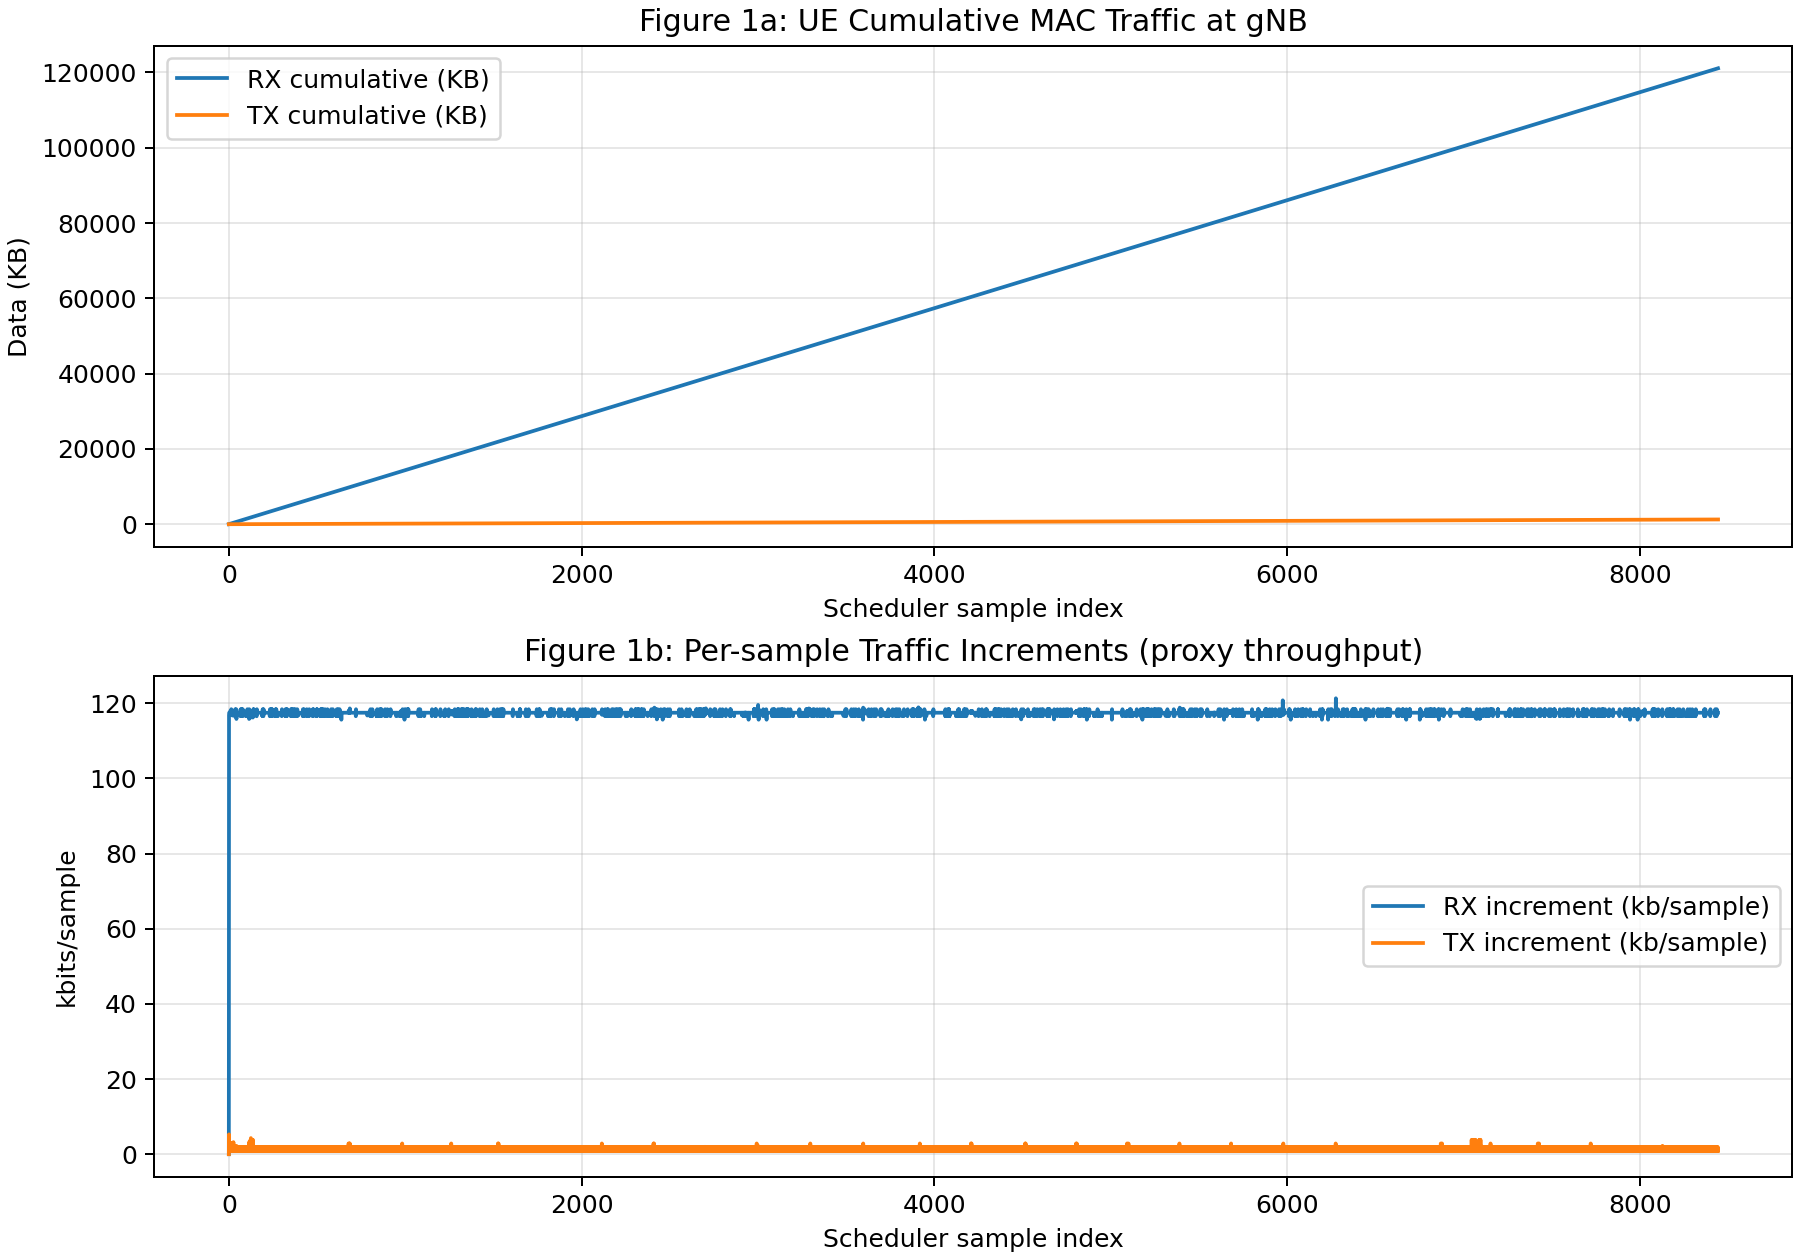 Figure 1a: UE Cumulative MAC Traffic at gNB
RX cumulative (KB)
TX cumulative (KB)
Data (KB)
120000
100000
80000
60000
40000
20000
0
0 2000 4000 6000 8000
Scheduler sample index
Figure 1b: Per-sample Traffic Increments (proxy throughput)
RX increment (kb/sample)
TX increment (kb/sample)
kbits/sample
120
100
80
60
40
20
0
0 2000 4000 6000 8000
Scheduler sample index